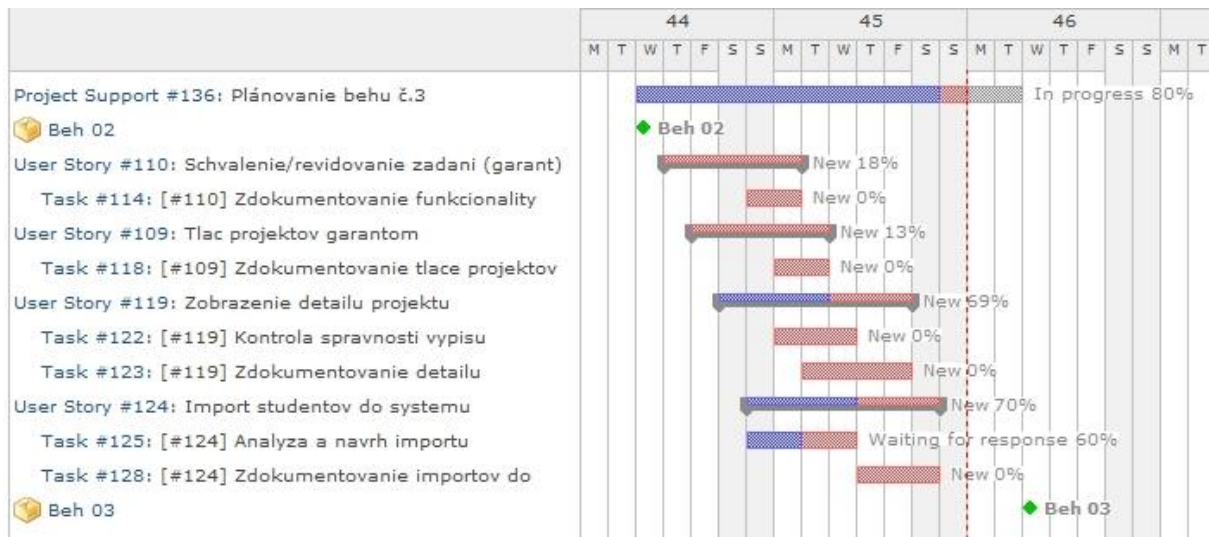 44 45 46
M T W T F S S M T W T F S S M T W T F S S M T
Project Support #136: Plánovanie behu č.3 In progress 80%
Beh 02 Beh 02
User Story #110: Schvalenie/revidovanie zadani (garant) New 18%
Task #114: [#110] Zdokumentovanie funkcionality New 0%
User Story #109: Tlac projektov garantom New 13%
Task #118: [#109] Zdokumentovanie tlace projektov New 0%
User Story #119: Zobrazenie detailu projektu New 69%
Task #122: [#119] Kontrola spravnosti vypisu New 0%
Task #123: [#119] Zdokumentovanie detailu New 0%
User Story #124: Import studentov do systemu New 70%
Task #125: [#124] Analyza a navrh importu Waiting for response 60%
Task #128: [#124] Zdokumentovanie importov do New 0%
Beh 03 Beh 03